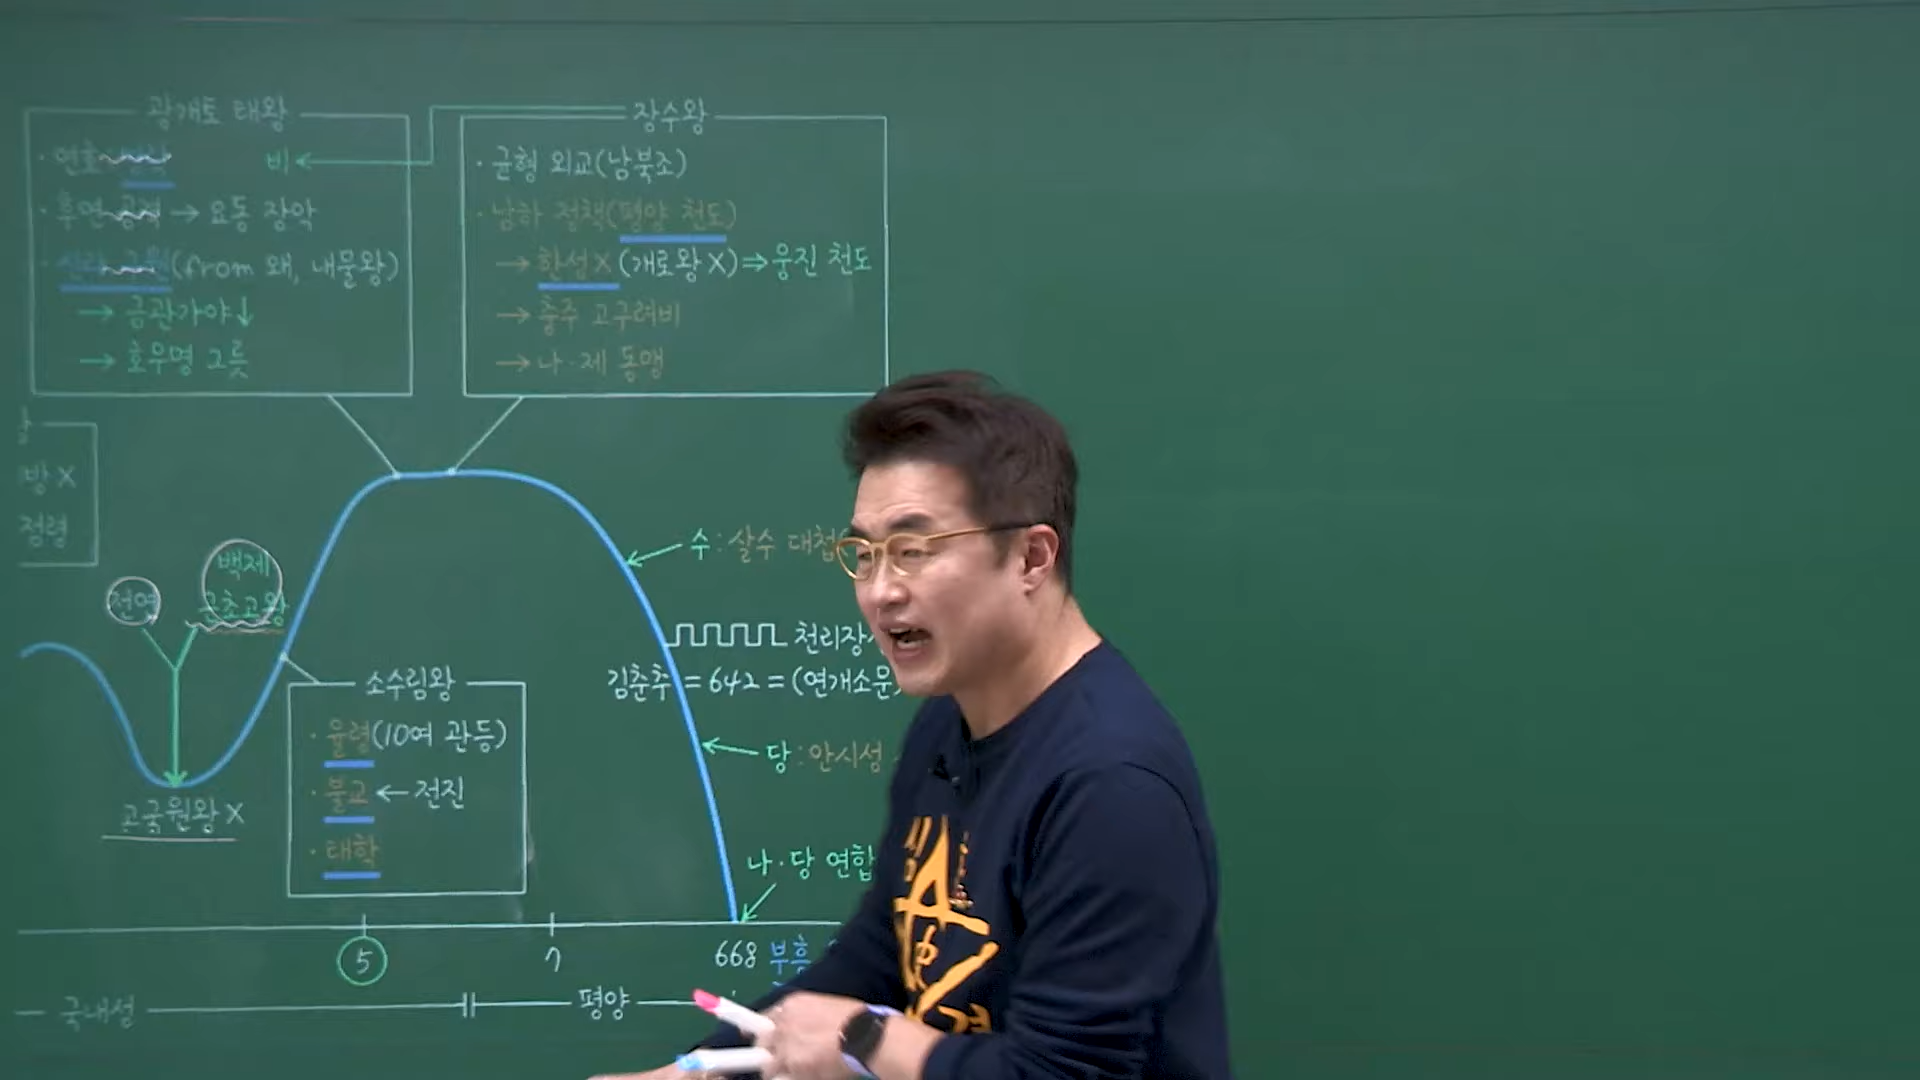 광개토 태왕
· 연호 영락
비
· 후연 공격 → 요동 장악
· 신라 구원(from 왜, 내물왕)
→ 금관가야↓
→ 호우명 그릇
장수왕
· 균형 외교(남북조)
· 남하 정책(평양 천도)
→ 한성X (개로왕X)⇒웅진 천도
→ 충주 고구려비
→ 나·제 동맹
방X
정령
전연
백제
근초고왕
고국원왕X
소수림왕
· 율령(10여 관등)
· 불교 ← 전진
· 태학
수:살수 대첩(
천리장
김춘추 = 642 = (연개소문
당:안시성
나·당 연합
5
7
668 부흥
국내성
평양